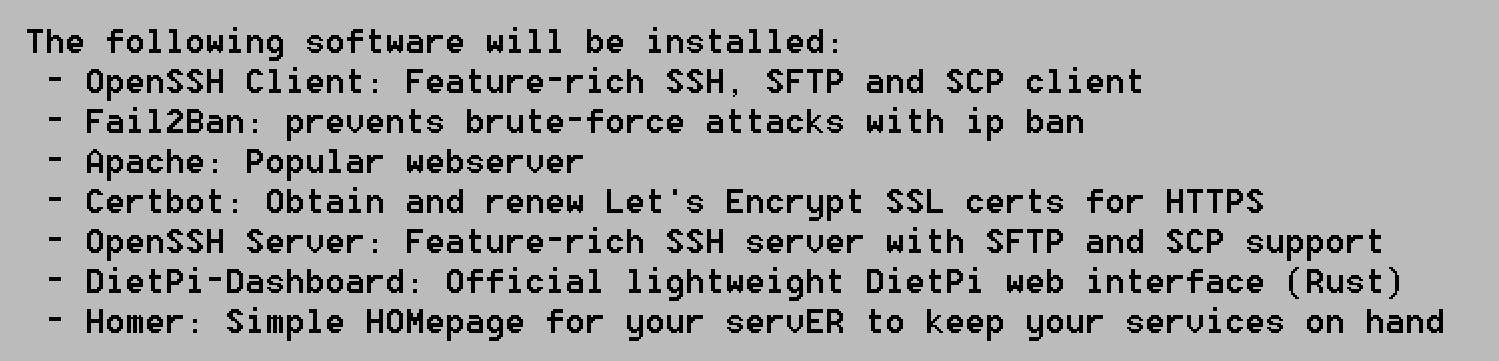 The following software will be installed:
- OpenSSH Client: Feature-rich SSH, SFTP and SCP client
- Fail2Ban: prevents brute-force attacks with ip ban
- Apache: Popular webserver
- Certbot: Obtain and renew Let's Encrypt SSL certs for HTTPS
- OpenSSH Server: Feature-rich SSH server with SFTP and SCP support
- DietPi-Dashboard: Official lightweight DietPi web interface (Rust)
- Homer: Simple HOMepage for your servER to keep your services on hand